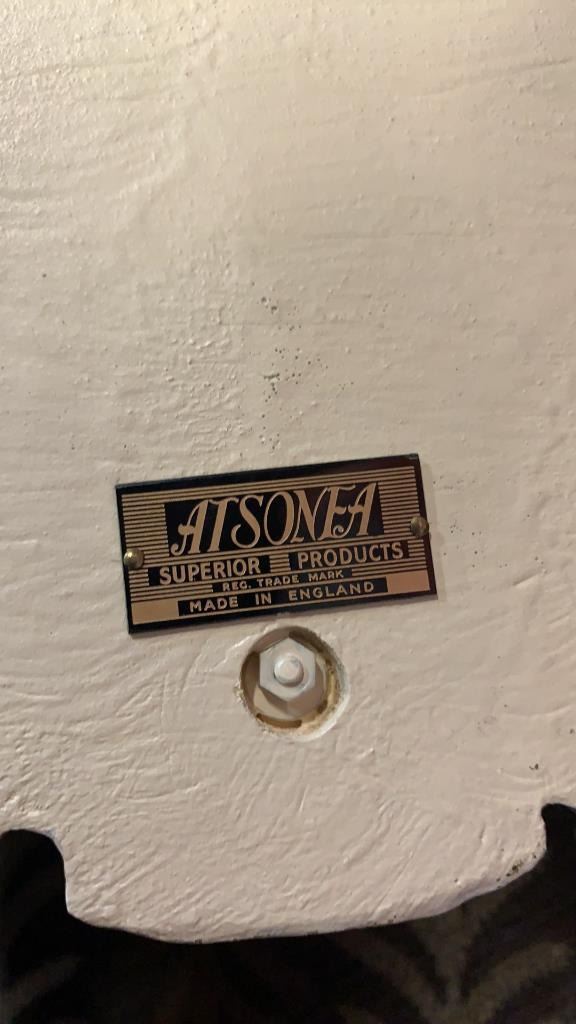 ATSONEA
SUPERIOR PRODUCTS
REG. TRADE MARK
MADE IN ENGLAND